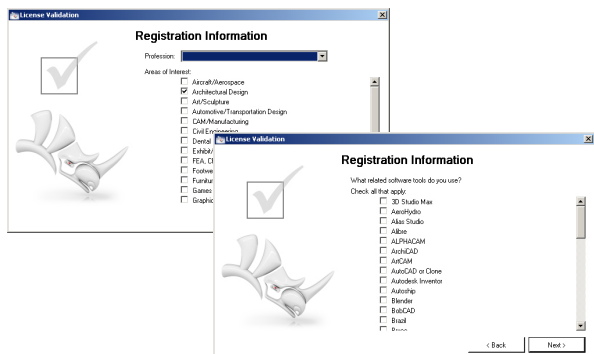 License Validation
Registration Information
Profession:
Areas of Interest:
Aircraft/Aerospace
Architectural Design
Art/Sculpture
Automotive/Transportation Design
CAM/Manufacturing
Civil Engineering
Dental
Exhibit/
FEA, C
Footwe
Furnitu
Games
Graphic
License Validation
Registration Information
What related software tools do you use?
Check all that apply:
3D Studio Max
AeroHydro
Alias Studio
Alibre
ALPHACAM
ArchiCAD
ArtCAM
AutoCAD or Clone
Autodesk Inventor
Autoship
Blender
BobCAD
Brazil
< Back Next >